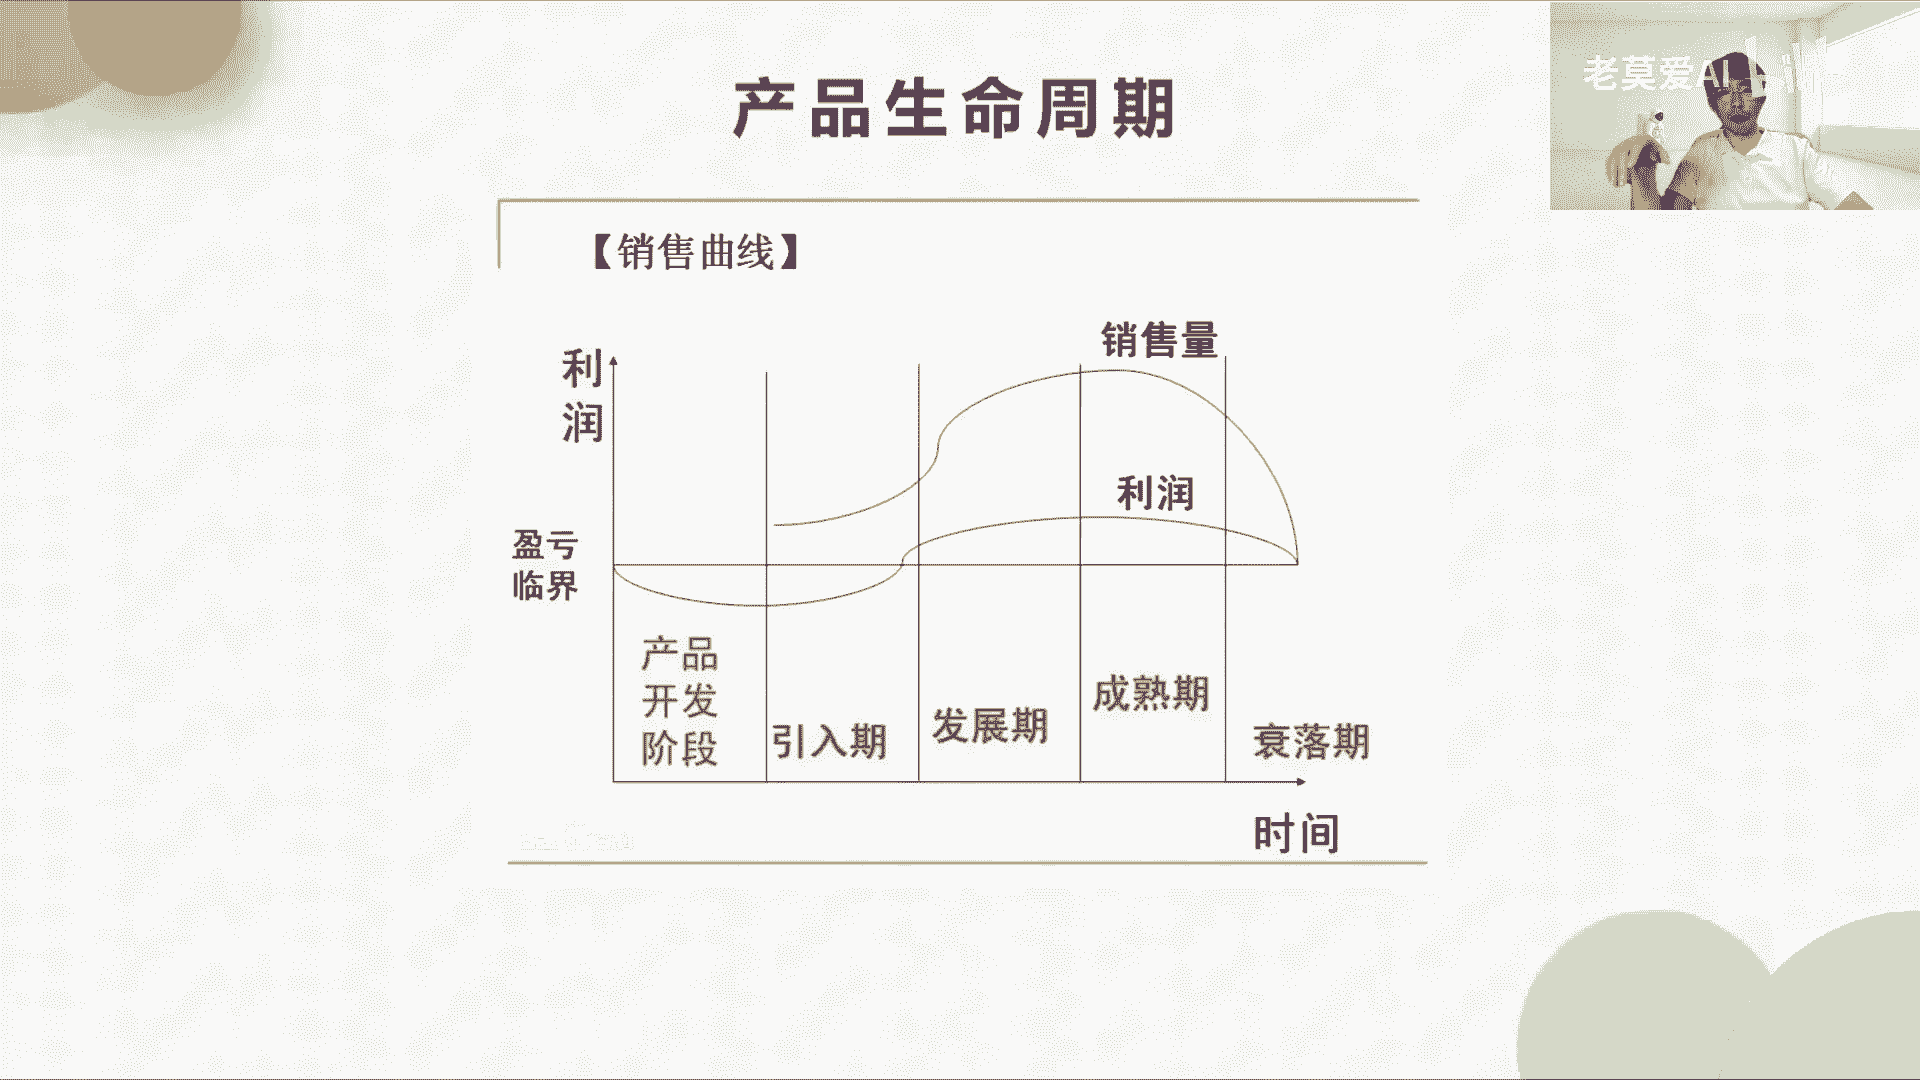 产品生命周期
老莫爱AI
【销售曲线】
销售量
利
润
利润
盈亏
临界
产品
开发
阶段
引入期
发展期
成熟期
衰落期
时间